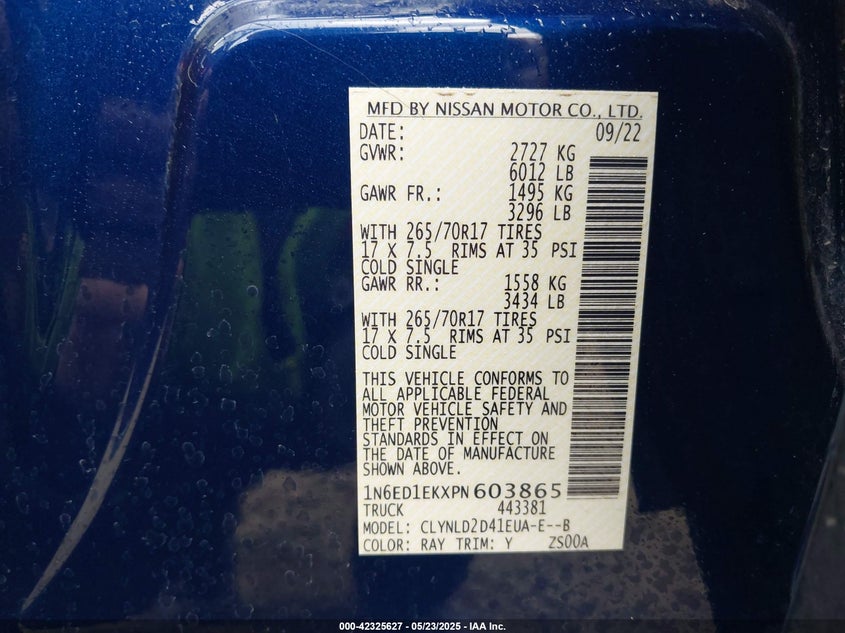 MFD BY NISSAN MOTOR CO., LTD.
DATE: 09/22
GVWR: 2727 KG
6012 LB
GAWR FR.: 1495 KG
3296 LB
WITH 265/70R17 TIRES
17 X 7.5 RIMS AT 35 PSI
COLD SINGLE
GAWR RR.: 1558 KG
3434 LB
WITH 265/70R17 TIRES
17 X 7.5 RIMS AT 35 PSI
COLD SINGLE
THIS VEHICLE CONFORMS TO
ALL APPLICABLE FEDERAL
MOTOR VEHICLE SAFETY AND
THEFT PREVENTION
STANDARDS IN EFFECT ON
THE DATE OF MANUFACTURE
SHOWN ABOVE.
1N6ED1EKXPN603865
TRUCK 443381
MODEL: CLYNLD2D41EUA-E--B
COLOR: RAY TRIM: Y ZS00A
000-42325627 - 05/23/2025 - IAA Inc.